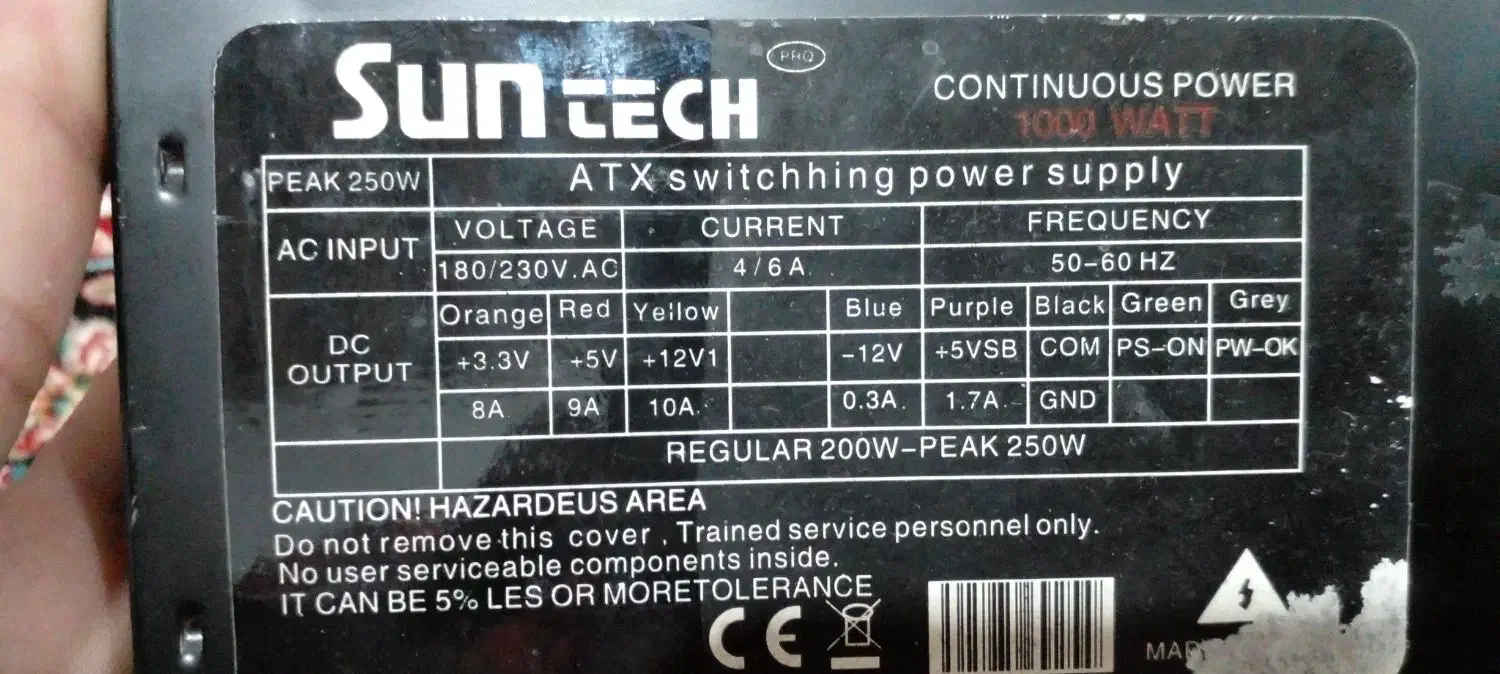 Sun TECH PRO
CONTINUOUS POWER
1000 WATT
PEAK 250W ATX switchhing power supply
AC INPUT VOLTAGE CURRENT FREQUENCY
180/230V.AC 4/6A. 50-60 HZ
DC OUTPUT Orange Red Yellow Blue Purple Black Green Grey
+3.3V +5V +12V1 -12V +5VSB COM PS-ON PW-OK
8A 9A 10A 0.3A. 1.7A GND
REGULAR 200W-PEAK 250W
CAUTION! HAZARDEUS AREA
Do not remove this cover . Trained service personnel only.
No user serviceable components inside.
IT CAN BE 5% LES OR MORETOLERANCE
CE